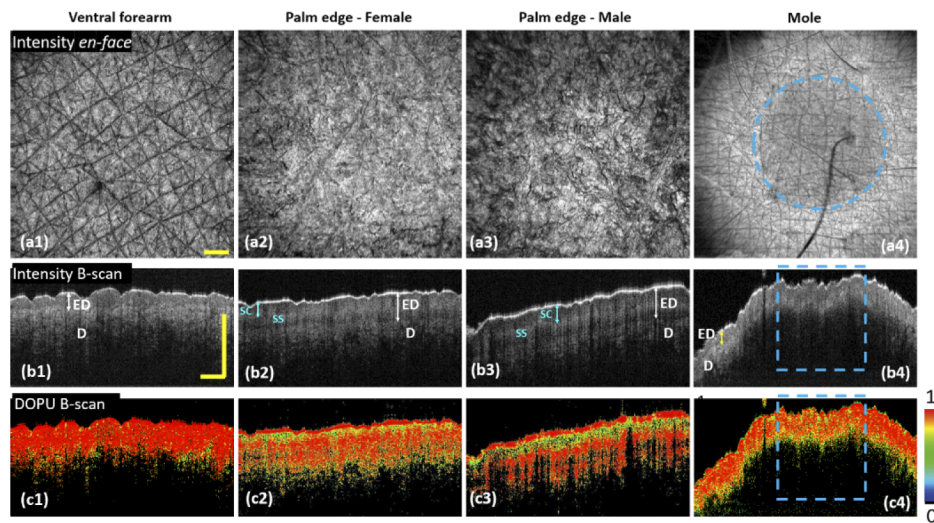 Ventral forearm Palm edge - Female Palm edge - Male Mole
Intensity en-face
(a1) (a2) (a3) (a4)
Intensity B-scan
ED SC SS ED D SC SS ED D ED D
D
(b1) (b2) (b3) (b4)
DOPU B-scan
1
(c1) (c2) (c3) (c4)
0